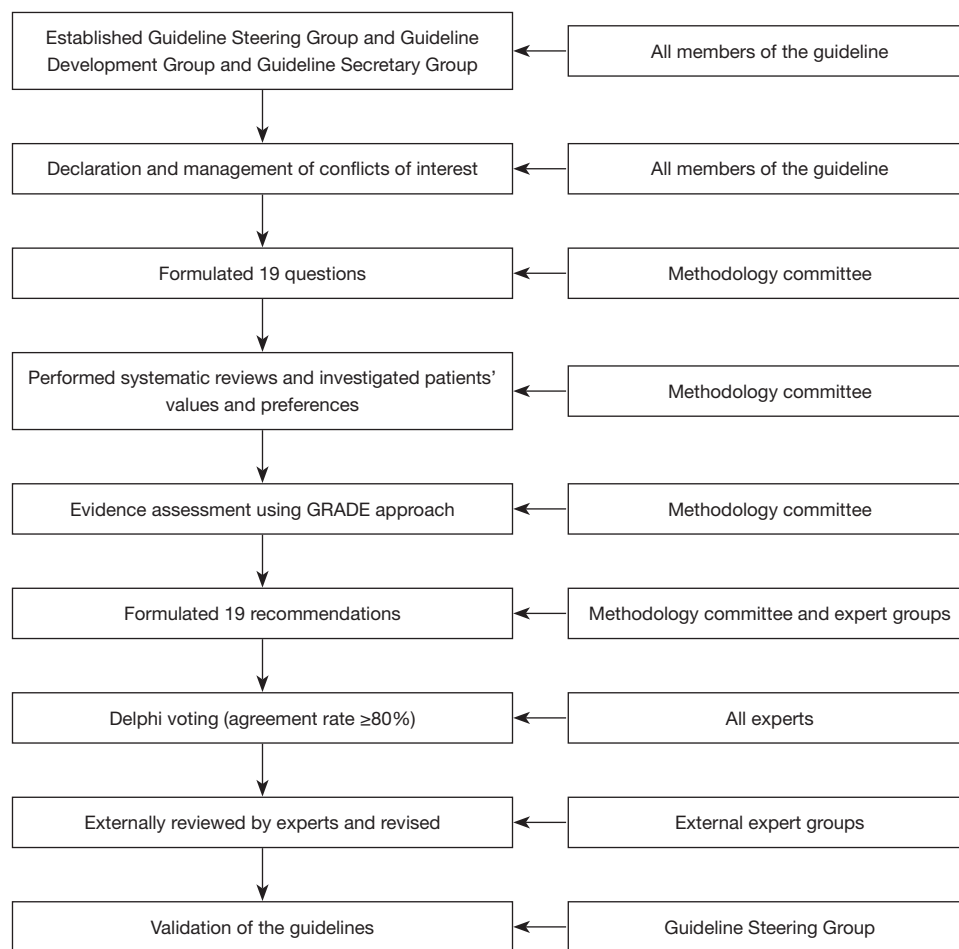 Established Guideline Steering Group and Guideline
Development Group and Guideline Secretary Group
All members of the guideline
Declaration and management of conflicts of interest
All members of the guideline
Formulated 19 questions
Methodology committee
Performed systematic reviews and investigated patients’
values and preferences
Methodology committee
Evidence assessment using GRADE approach
Methodology committee
Formulated 19 recommendations
Methodology committee and expert groups
Delphi voting (agreement rate ≥80%)
All experts
Externally reviewed by experts and revised
External expert groups
Validation of the guidelines
Guideline Steering Group